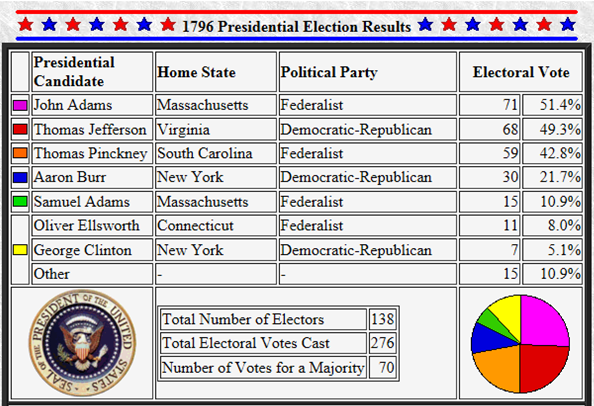 1796 Presidential Election Results
Presidential Candidate Home State Political Party Electoral Vote
John Adams Massachusetts Federalist 71 51.4%
Thomas Jefferson Virginia Democratic-Republican 68 49.3%
Thomas Pinckney South Carolina Federalist 59 42.8%
Aaron Burr New York Democratic-Republican 30 21.7%
Samuel Adams Massachusetts Federalist 15 10.9%
Oliver Ellsworth Connecticut Federalist 11 8.0%
George Clinton New York Democratic-Republican 7 5.1%
Other - - 15 10.9%
SEAL OF THE PRESIDENT OF THE UNITED STATES
Total Number of Electors 138
Total Electoral Votes Cast 276
Number of Votes for a Majority 70